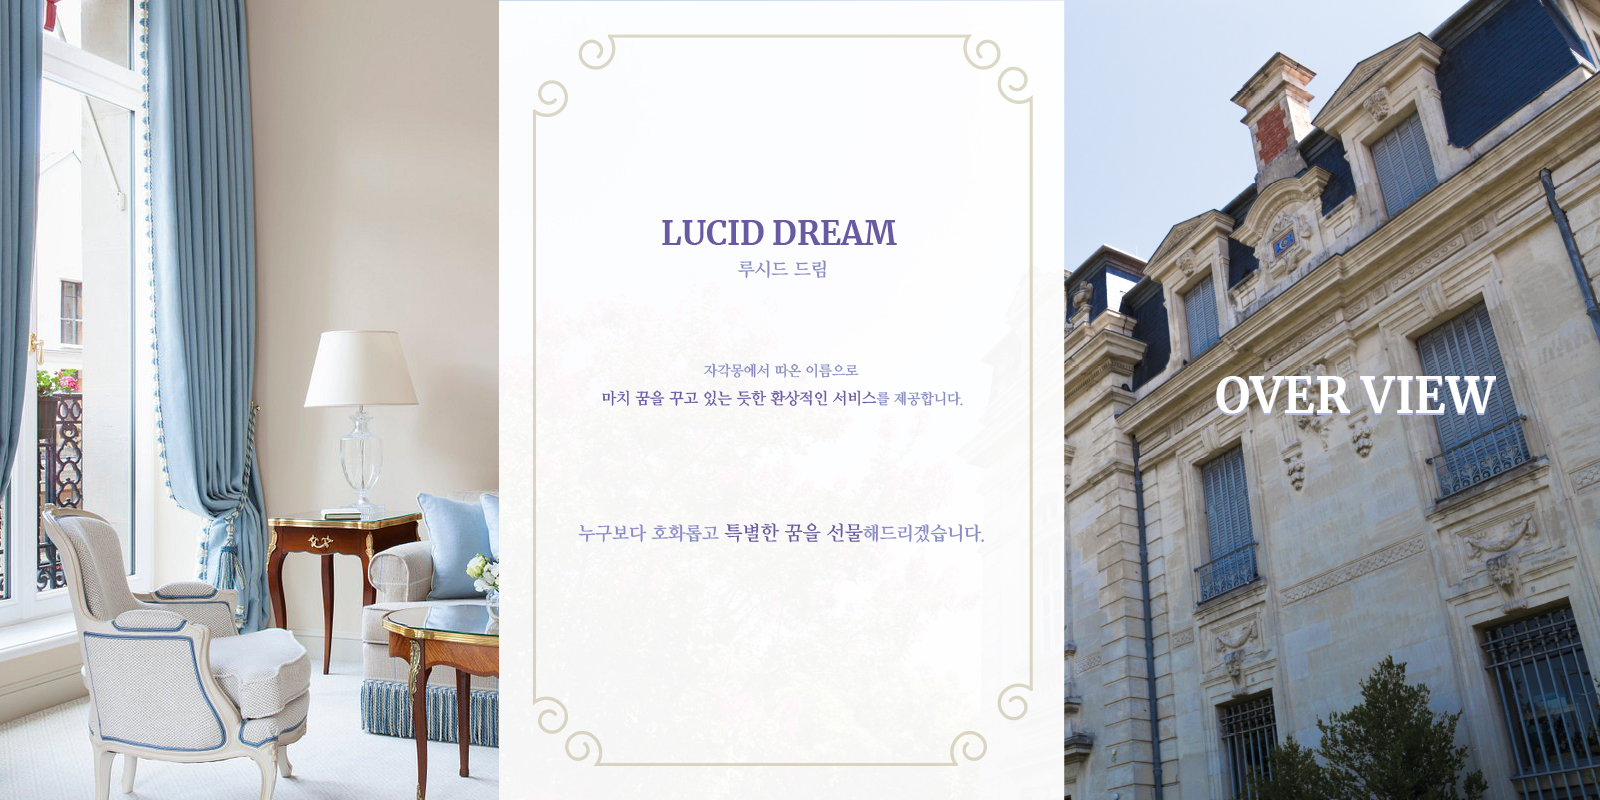 LUCID DREAM
루시드 드림
자각몽에서 따온 이름으로
마치 꿈을 꾸고 있는 듯한 환상적인 서비스를 제공합니다.
누구보다 호화롭고 특별한 꿈을 선물해드리겠습니다.
OVER VIEW